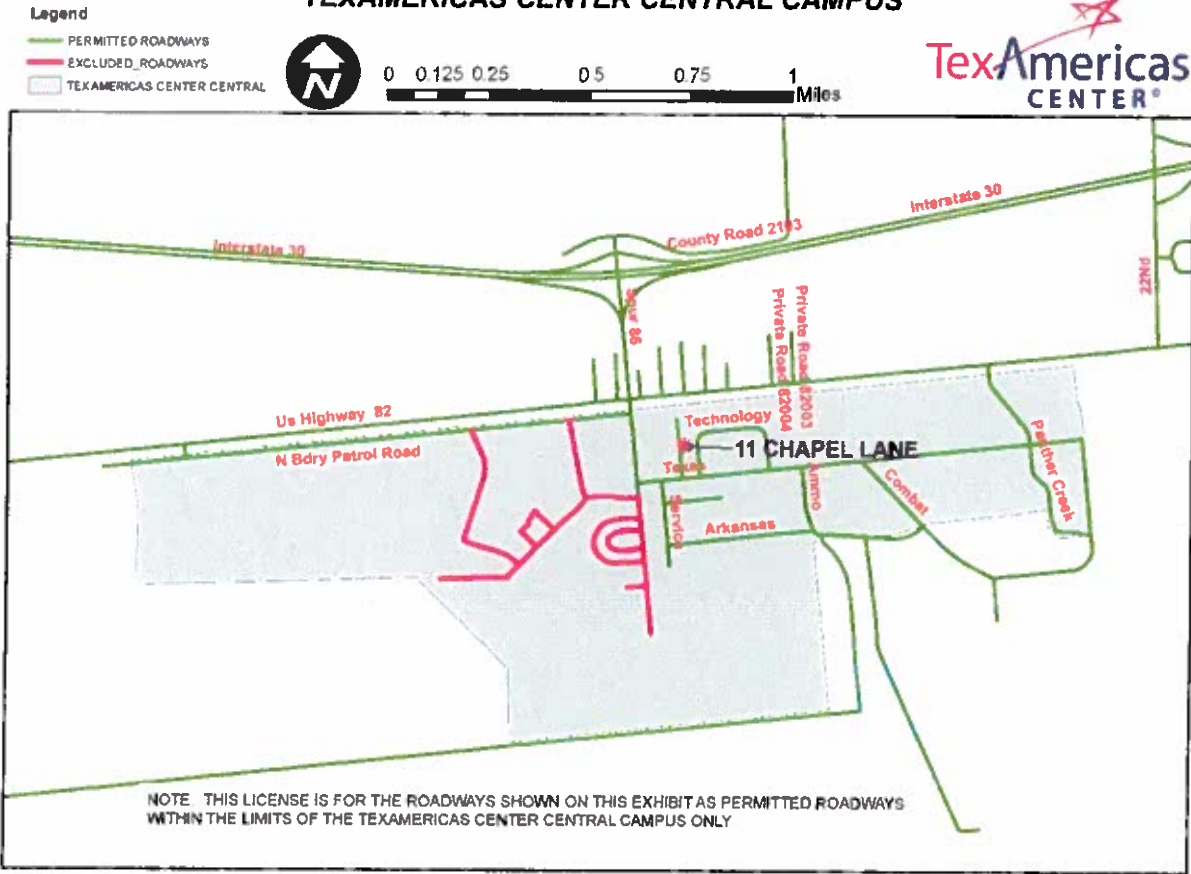 TEXAMERICAS CENTER CENTRAL CAMPUS
Legend
PERMITTED ROADWAYS
EXCLUDED_ROADWAYS
TEXAMERICAS CENTER CENTRAL
N
0 0.125 0.25 0 5 0.75 1
Miles
TexAmericas
CENTER®
Interstate 30
County Road 2103
Interstate 30
22Nd
Spur 86
Private Road 82004
Private Road 82003
Us Highway 82
N Bdry Patrol Road
Technology
11 CHAPEL LANE
Texas
Service
Arkansas
Ammo
Combat
Panther Creek
NOTE THIS LICENSE IS FOR THE ROADWAYS SHOWN ON THIS EXHIBIT AS PERMITTED ROADWAYS
WITHIN THE LIMITS OF THE TEXAMERICAS CENTER CENTRAL CAMPUS ONLY